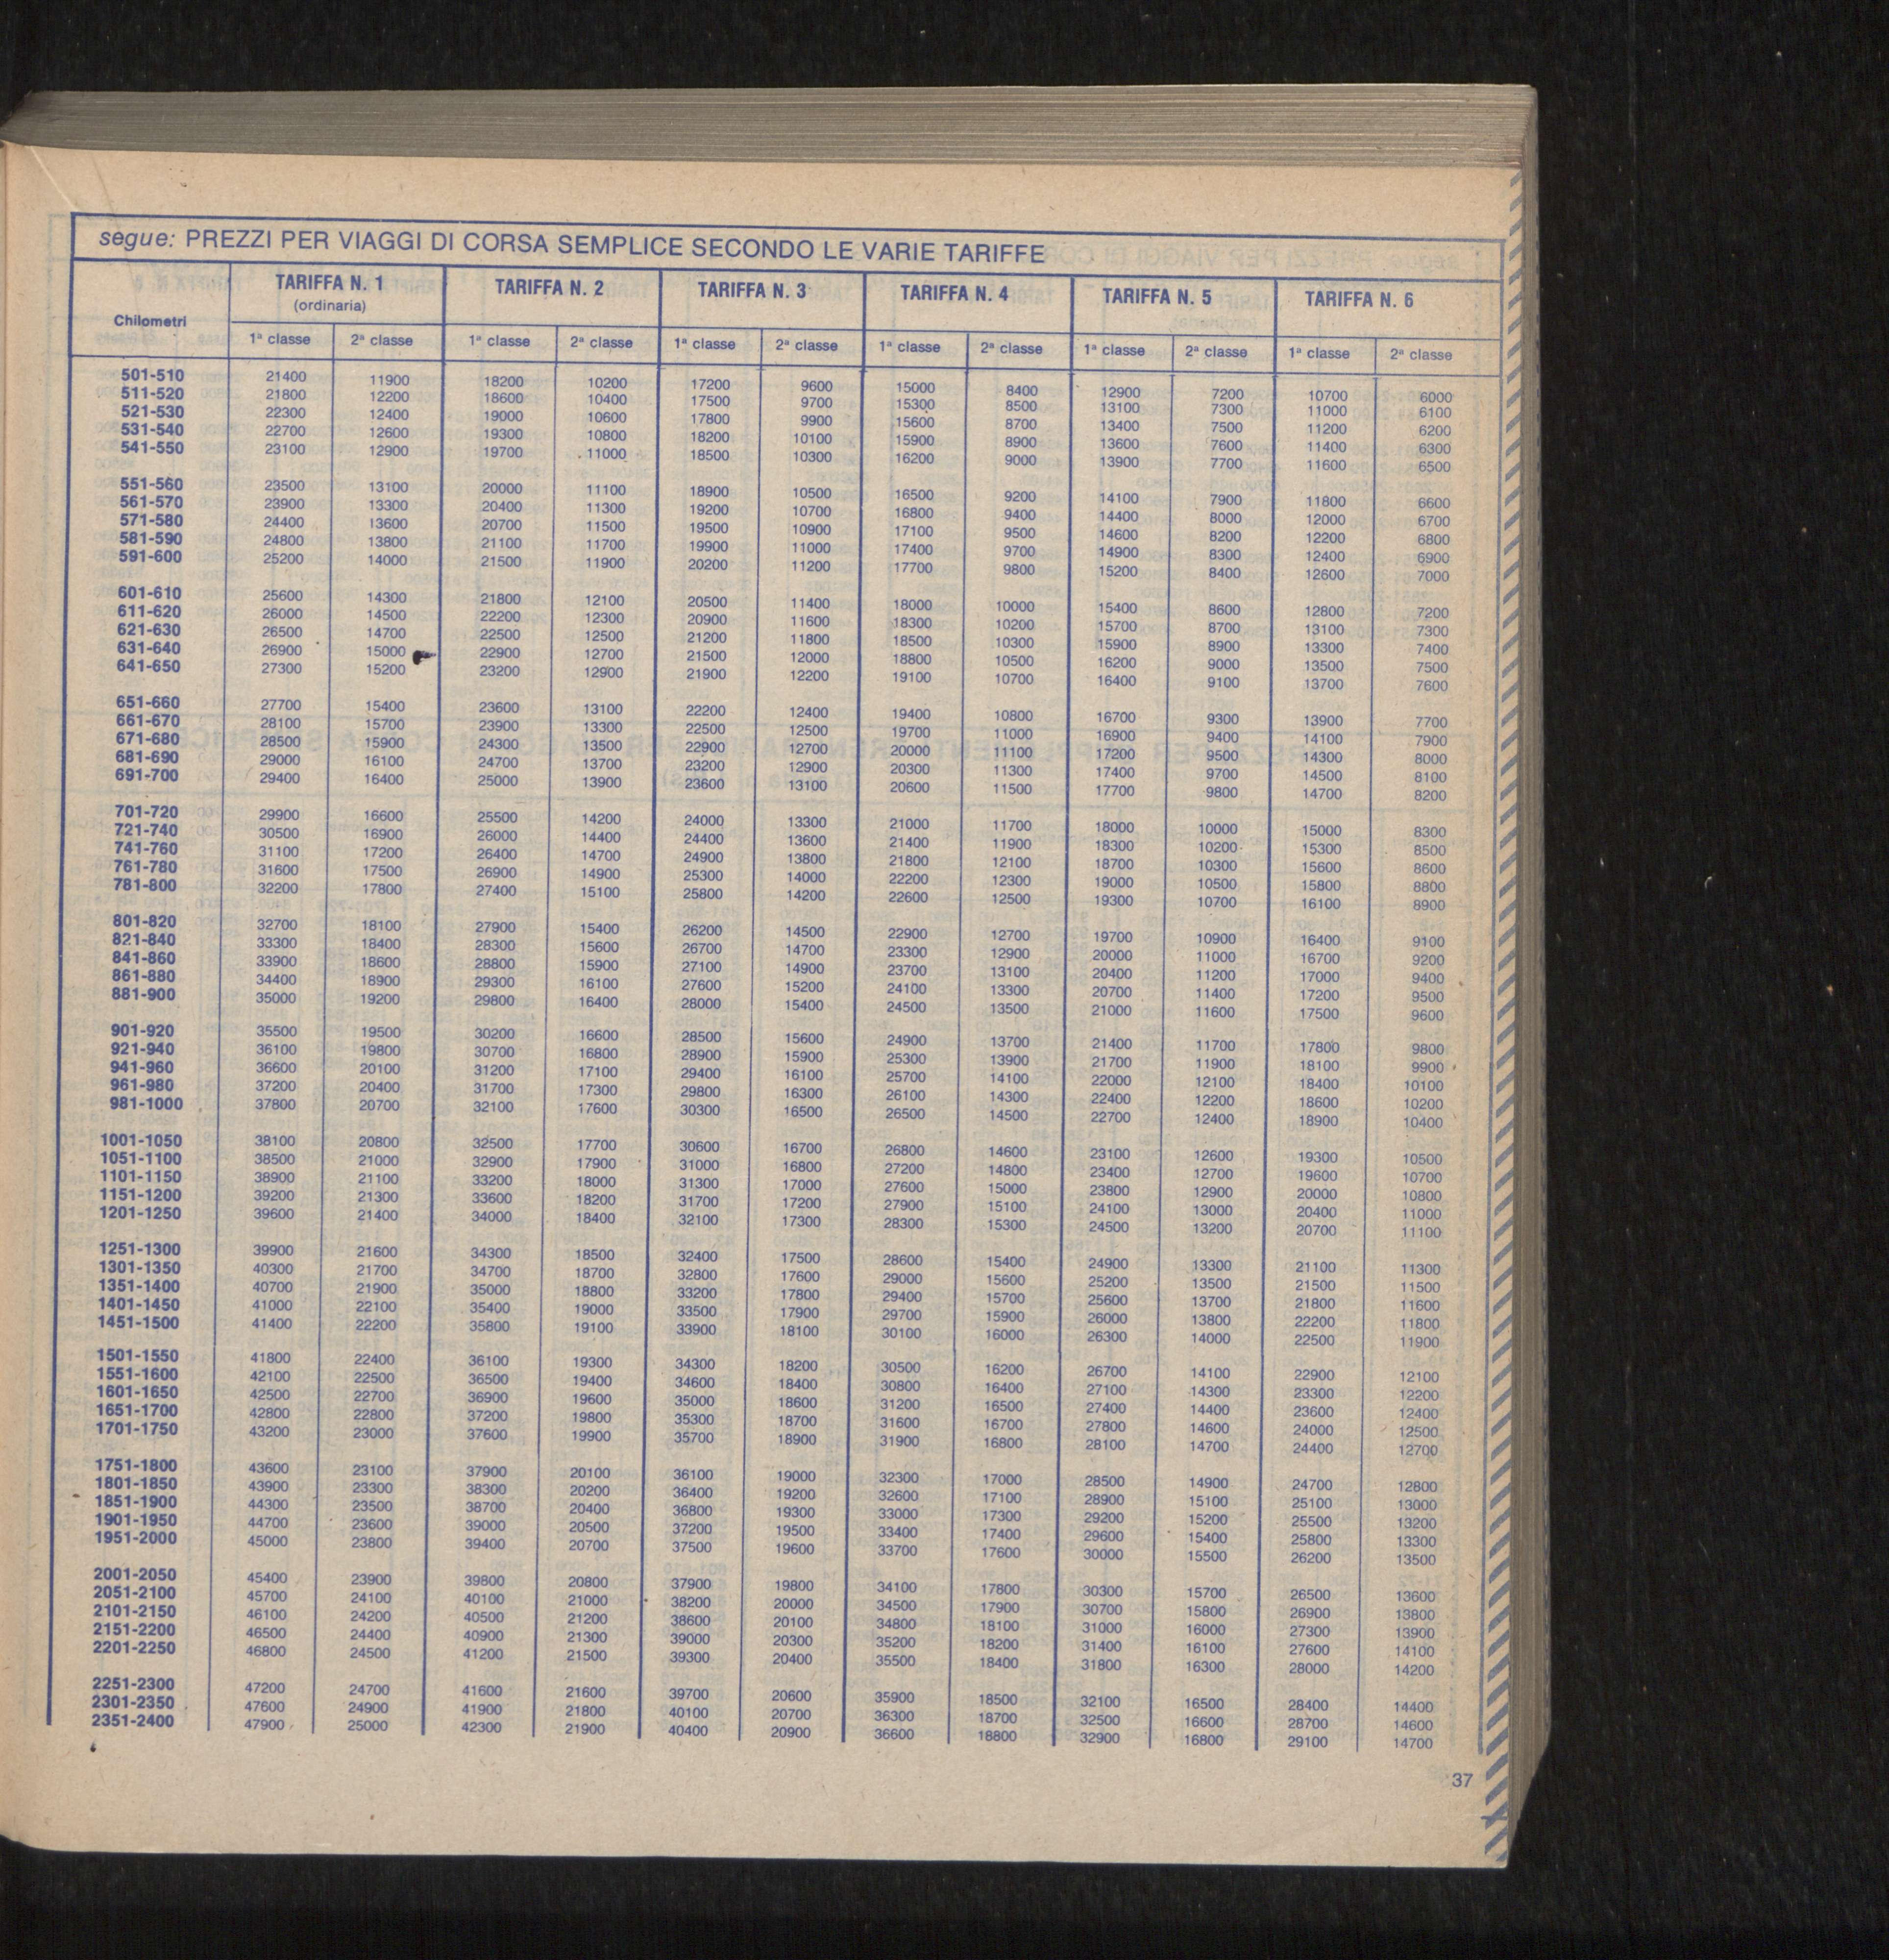 segue: PREZZI PER VIAGGI DI CORSA SEMPLICE SECONDO LE VARIE TARIFFE
Chilometri TARIFFA N. 1 (ordinaria) TARIFFA N. 2 TARIFFA N. 3 TARIFFA N. 4 TARIFFA N. 5 TARIFFA N. 6
1ª classe 2ª classe 1ª classe 2ª classe 1ª classe 2ª classe 1ª classe 2ª classe 1ª classe 2ª classe 1ª classe 2ª classe
501-510 21400 11900 18200 10200 17200 9600 15000 8400 12900 7200 10700 6000
511-520 21800 12200 18600 10400 17500 9700 15300 8500 13100 7300 11000 6100
521-530 22300 12400 19000 10600 17800 9900 15600 8700 13400 7500 11200 6200
531-540 22700 12600 19300 10800 18200 10100 15900 8900 13600 7600 11400 6300
541-550 23100 12900 19700 11000 18500 10300 16200 9000 13900 7700 11600 6500
551-560 23500 13100 20000 11100 18900 10500 16500 9200 14100 7900 11800 6600
561-570 23900 13300 20400 11300 19200 10700 16800 9400 14400 8000 12000 6700
571-580 24400 13600 20700 11500 19500 10900 17100 9500 14600 8200 12200 6800
581-590 24800 13800 21100 11700 19900 11000 17400 9700 14900 8300 12400 6900
591-600 25200 14000 21500 11900 20200 11200 17700 9800 15200 8400 12600 7000
601-610 25600 14300 21800 12100 20500 11400 18000 10000 15400 8600 12800 7200
611-620 26000 14500 22200 12300 20900 11600 18300 10200 15700 8700 13100 7300
621-630 26500 14700 22500 12500 21200 11800 18500 10300 15900 8900 13300 7400
631-640 26900 15000 22900 12700 21500 12000 18800 10500 16200 9000 13500 7500
641-650 27300 15200 23200 12900 21900 12200 19100 10700 16400 9100 13700 7600
651-660 27700 15400 23600 13100 22200 12400 19400 10800 16700 9300 13900 7700
661-670 28100 15700 23900 13300 22500 12500 19700 11000 16900 9400 14100 7900
671-680 28500 15900 24300 13500 22900 12700 20000 11100 17200 9500 14300 8000
681-690 29000 16100 24700 13700 23200 12900 20300 11300 17400 9700 14500 8100
691-700 29400 16400 25000 13900 23600 13100 20600 11500 17700 9800 14700 8200
701-720 29900 16600 25500 14200 24000 13300 21000 11700 18000 10000 15000 8300
721-740 30500 16900 26000 14400 24400 13600 21400 11900 18300 10200 15300 8500
741-760 31100 17200 26400 14700 24900 13800 21800 12100 18700 10300 15600 8600
761-780 31600 17500 26900 14900 25300 14000 22200 12300 19000 10500 15800 8800
781-800 32200 17800 27400 15100 25800 14200 22600 12500 19300 10700 16100 8900
801-820 32700 18100 27900 15400 26200 14500 22900 12700 19700 10900 16400 9100
821-840 33300 18400 28300 15600 26700 14700 23300 12900 20000 11000 16700 9200
841-860 33900 18600 28800 15900 27100 14900 23700 13100 20400 11200 17000 9400
861-880 34400 18900 29300 16100 27600 15200 24100 13300 20700 11400 17200 9500
881-900 35000 19200 29800 16400 28000 15400 24500 13500 21000 11600 17500 9600
901-920 35500 19500 30200 16600 28500 15600 24900 13700 21400 11700 17800 9800
921-940 36100 19800 30700 16800 28900 15900 25300 13900 21700 11900 18100 9900
941-960 36600 20100 31200 17100 29400 16100 25700 14100 22000 12100 18400 10100
961-980 37200 20400 31700 17300 29800 16300 26100 14300 22400 12200 18600 10200
981-1000 37800 20700 32100 17600 30300 16500 26500 14500 22700 12400 18900 10400
1001-1050 38100 20800 32500 17700 30600 16700 26800 14600 23100 12600 19300 10500
1051-1100 38500 21000 32900 17900 31000 16800 27200 14800 23400 12700 19600 10700
1101-1150 38900 21100 33200 18000 31300 17000 27600 15000 23800 12900 20000 10800
1151-1200 39200 21300 33600 18200 31700 17200 27900 15100 24100 13000 20400 11000
1201-1250 39600 21400 34000 18400 32100 17300 28300 15300 24500 13200 20700 11100
1251-1300 39900 21600 34300 18500 32400 17500 28600 15400 24900 13300 21100 11300
1301-1350 40300 21700 34700 18700 32800 17600 29000 15600 25200 13500 21500 11500
1351-1400 40700 21900 35000 18800 33200 17800 29400 15700 25600 13700 21800 11600
1401-1450 41000 22100 35400 19000 33500 17900 29700 15900 26000 13800 22200 11800
1451-1500 41400 22200 35800 19100 33900 18100 30100 16000 26300 14000 22500 11900
1501-1550 41800 22400 36100 19300 34300 18200 30500 16200 26700 14100 22900 12100
1551-1600 42100 22500 36500 19400 34600 18400 30800 16400 27100 14300 23300 12200
1601-1650 42500 22700 36900 19600 35000 18600 31200 16500 27400 14400 23600 12400
1651-1700 42800 22800 37200 19800 35300 18700 31600 16700 27800 14600 24000 12500
1701-1750 43200 23000 37600 19900 35700 18900 31900 16800 28100 14700 24400 12700
1751-1800 43600 23100 37900 20100 36100 19000 32300 17000 28500 14900 24700 12800
1801-1850 43900 23300 38300 20200 36400 19200 32600 17100 28900 15100 25100 13000
1851-1900 44300 23500 38700 20400 36800 19300 33000 17300 29200 15200 25500 13200
1901-1950 44700 23600 39000 20500 37200 19500 33400 17400 29600 15400 25800 13300
1951-2000 45000 23800 39400 20700 37500 19600 33700 17600 30000 15500 26200 13500
2001-2050 45400 23900 39800 20800 37900 19800 34100 17800 30300 15700 26500 13600
2051-2100 45700 24100 40100 21000 38200 20000 34500 17900 30700 15800 26900 13800
2101-2150 46100 24200 40500 21200 38600 20100 34800 18100 31000 16000 27300 13900
2151-2200 46500 24400 40900 21300 39000 20300 35200 18200 31400 16100 27600 14100
2201-2250 46800 24500 41200 21500 39300 20400 35500 18400 31800 16300 28000 14200
2251-2300 47200 24700 41600 21600 39700 20600 35900 18500 32100 16500 28400 14400
2301-2350 47600 24900 41900 21800 40100 20700 36300 18700 32500 16600 28700 14600
2351-2400 47900 25000 42300 21900 40400 20900 36600 18800 32900 16800 29100 14700
37